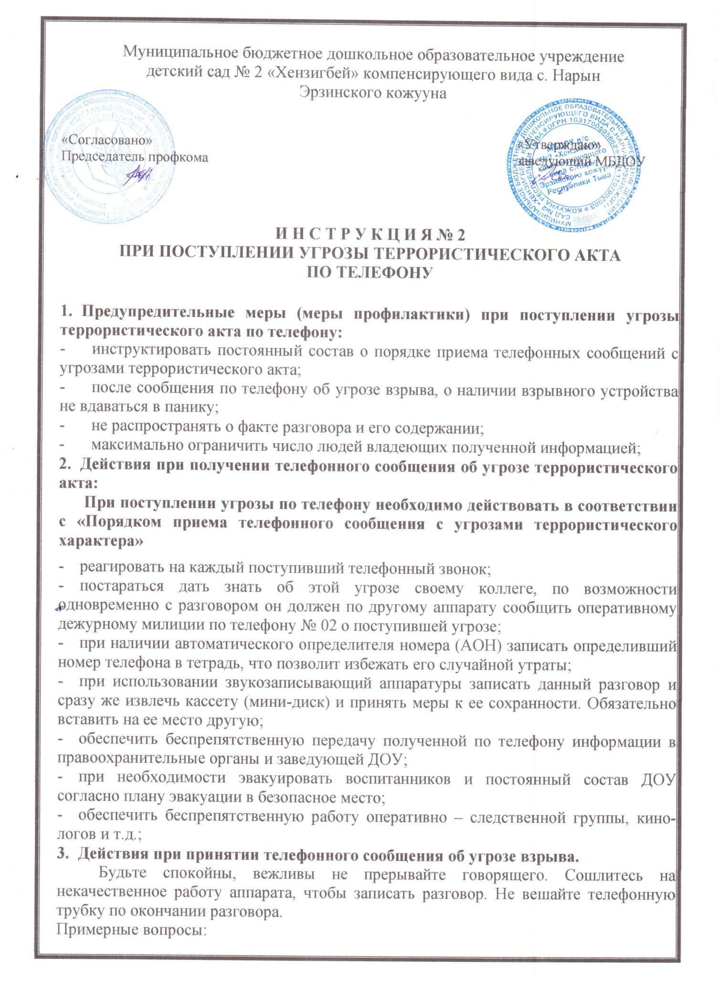 Муниципальное бюджетное дошкольное образовательное учреждение
детский сад № 2 «Хензигбей» компенсирующего вида с. Нарын
Эрзинского кожууна
«Согласовано»
Председатель профкома
«Утверждаю»
заведующий МБДОУ
МБДОУ д/с
№2 «Хензигбей»
компенсирующего
вида с.Нарын
Эрзинского кожууна
Республики Тыва
И Н С Т Р У К Ц И Я № 2
ПРИ ПОСТУПЛЕНИИ УГРОЗЫ ТЕРРОРИСТИЧЕСКОГО АКТА
ПО ТЕЛЕФОНУ
1. Предупредительные меры (меры профилактики) при поступлении угрозы
террористического акта по телефону:
- инструктировать постоянный состав о порядке приема телефонных сообщений с
угрозами террористического акта;
- после сообщения по телефону об угрозе взрыва, о наличии взрывного устройства
не вдаваться в панику;
- не распространять о факте разговора и его содержании;
- максимально ограничить число людей владеющих полученной информацией;
2. Действия при получении телефонного сообщения об угрозе террористического
акта:
При поступлении угрозы по телефону необходимо действовать в соответствии
с «Порядком приема телефонного сообщения с угрозами террористического
характера»
- реагировать на каждый поступивший телефонный звонок;
- постараться дать знать об этой угрозе своему коллеге, по возможности
одновременно с разговором он должен по другому аппарату сообщить оперативному
дежурному милиции по телефону № 02 о поступившей угрозе;
- при наличии автоматического определителя номера (АОН) записать определивший
номер телефона в тетрадь, что позволит избежать его случайной утраты;
- при использовании звукозаписывающий аппаратуры записать данный разговор и
сразу же извлечь кассету (мини-диск) и принять меры к ее сохранности. Обязательно
вставить на ее место другую;
- обеспечить беспрепятственную передачу полученной по телефону информации в
правоохранительные органы и заведующей ДОУ;
- при необходимости эвакуировать воспитанников и постоянный состав ДОУ
согласно плану эвакуации в безопасное место;
- обеспечить беспрепятственную работу оперативно – следственной группы, кино-
логов и т.д.;
3. Действия при принятии телефонного сообщения об угрозе взрыва.
Будьте спокойны, вежливы не прерывайте говорящего. Сошлитесь на
некачественное работу аппарата, чтобы записать разговор. Не вешайте телефонную
трубку по окончании разговора.
Примерные вопросы: